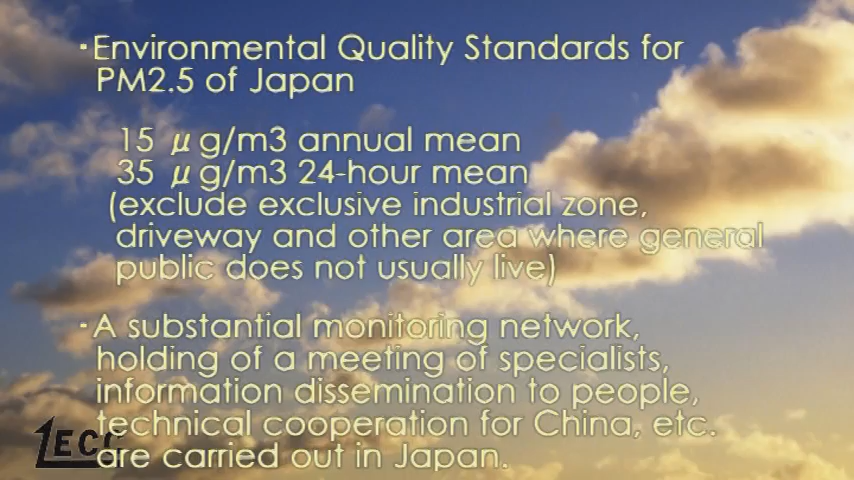 ・Environmental Quality Standards for
PM2.5 of Japan
15 μg/m3 annual mean
35 μg/m3 24-hour mean
(exclude exclusive industrial zone,
driveway and other area where general
public does not usually live)
・A substantial monitoring network,
holding of a meeting of specialists,
information dissemination to people,
technical cooperation for China, etc.
are carried out in Japan.